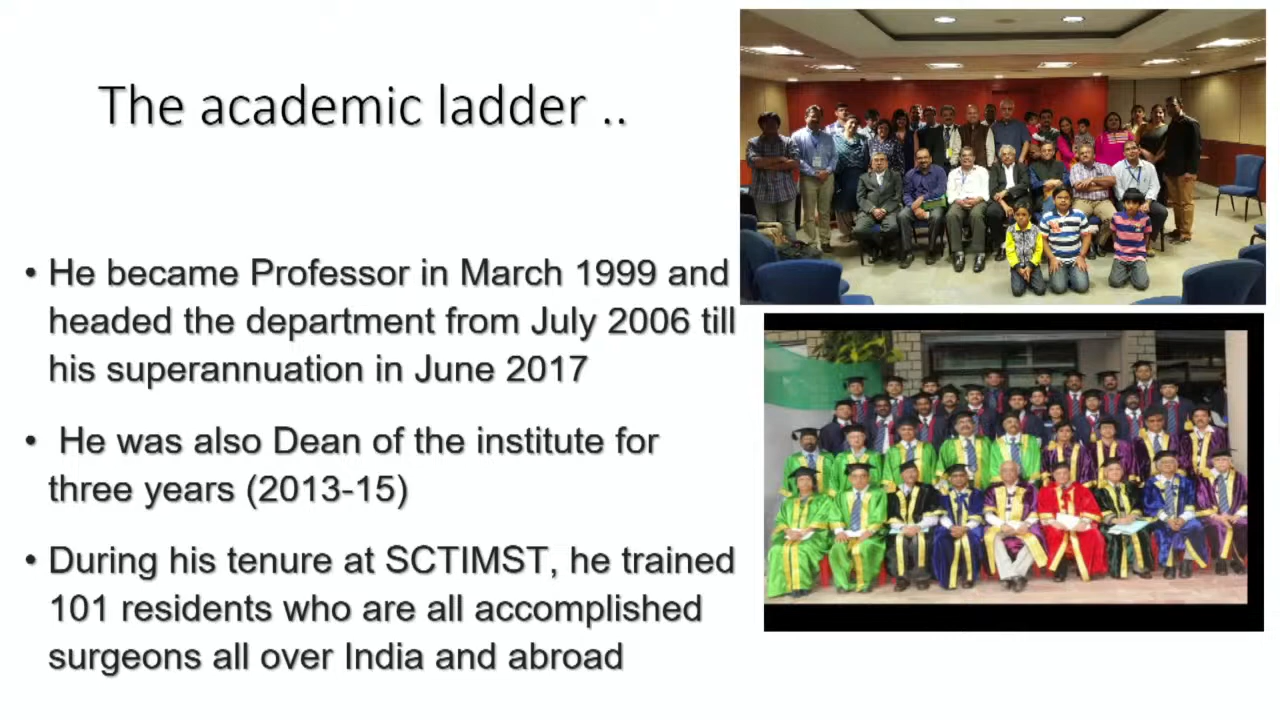 The academic ladder ..
• He became Professor in March 1999 and
headed the department from July 2006 till
his superannuation in June 2017
• He was also Dean of the institute for
three years (2013-15)
• During his tenure at SCTIMST, he trained
101 residents who are all accomplished
surgeons all over India and abroad